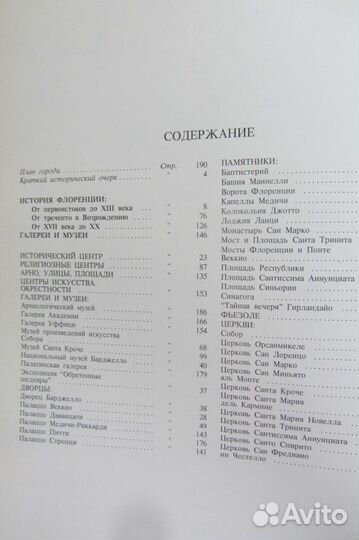 СОДЕРЖАНИЕ
План города Стр. 190
Краткий исторический очерк " 4
ИСТОРИЯ ФЛОРЕНЦИИ:
От первоистоков до XIII века " 8
От треченто к Возрождению " 76
От XVII века до XX " 126
ГАЛЕРЕИ И МУЗЕИ " 146
ИСТОРИЧЕСКИЙ ЦЕНТР " 23
РЕЛИГИОЗНЫЕ ЦЕНТРЫ " 87
АРНО, УЛИЦЫ, ПЛОЩАДИ "
ЦЕНТРЫ ИСКУССТВА.
ОКРЕСТНОСТИ " 153
ГАЛЕРЕИ И МУЗЕИ:
Археологический музей " 185
Галерея Академии " 166
Галерея Уффици "
Музей произведений искусства
Собора " 68
Музей Санта Кроче " 99
Национальный музей Барджелло "
Палатинская галерея " 40
Экспозиция "Обретенные " 179
шедевры"
ДВОРЦЫ: " 37
Дворец Барджелло
Палаццо Веккио " 38
Палаццо Даванцати " 28
Палаццо Медичи-Риккарди " 49
Палаццо Питти " 143
Палаццо Строцци " 176
" 141
ПАМЯТНИКИ:
Баптистерий
Башня Маннелли
Ворота Флоренции
Капеллы Медичи
Колокольня Джотто
Лоджия Ланци
Монастырь Сан Марко
Мост и Площадь Санта Тринита
Мосты Флоренции и Понте
Веккио
Площадь Республики
Площадь Сантиссима Аннунциата
Площадь Синьории
Синагога
"Тайная вечеря" Гирландайо
ФЬЕЗОЛЕ
ЦЕРКВИ:
Собор
Церковь Орсанмикеле
Церковь Сан Лоренцо
Церковь Сан Марко
Церковь Сан Миньято
аль Монте
Церковь Санта Кроче
Церковь Санта Мария
дель Кармине
Церковь Санта Мария Новелла
Церковь Санта Тринита
Церковь Сантиссима Аннунциата
Церковь Санто Спирито
Церковь Сан Фредиано
ин Честелло
Avito